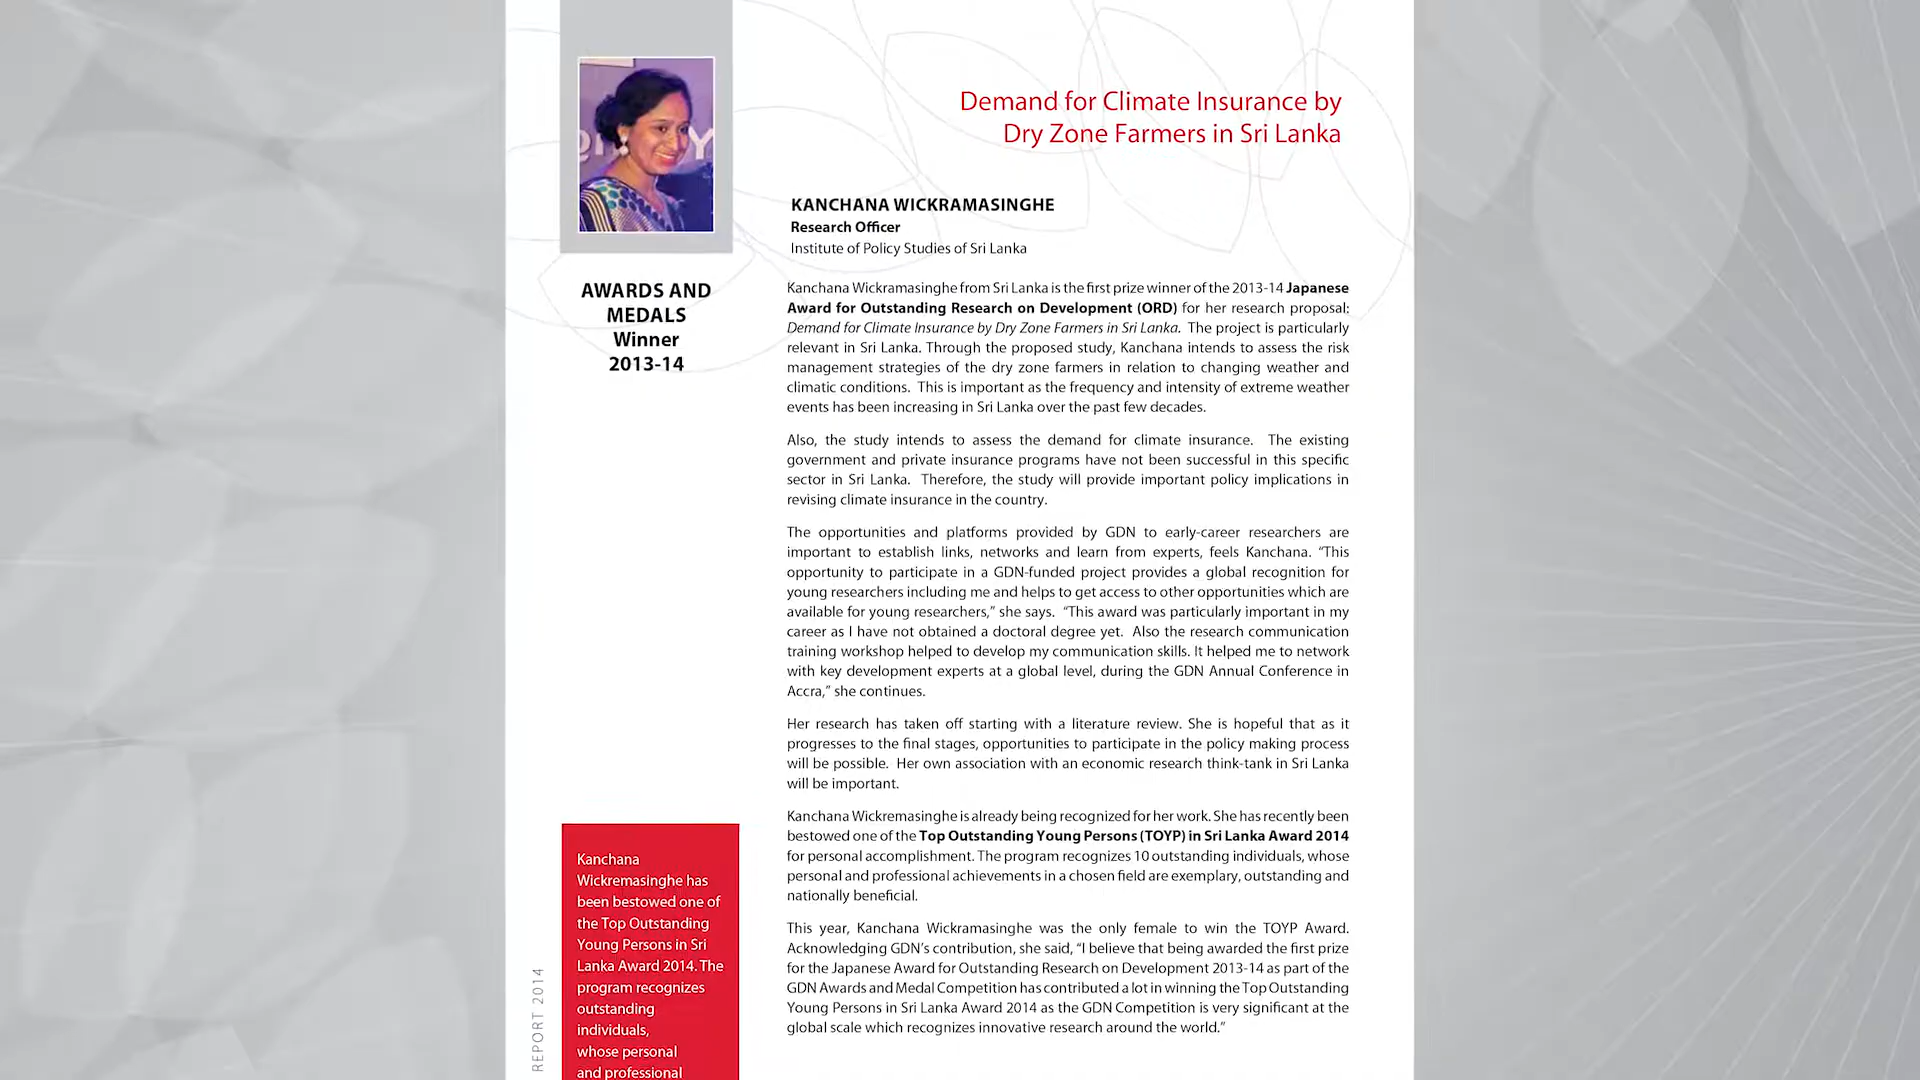 Demand for Climate Insurance by
Dry Zone Farmers in Sri Lanka
KANCHANA WICKRAMASINGHE
Research Officer
Institute of Policy Studies of Sri Lanka
AWARDS AND
MEDALS
Winner
2013-14
Kanchana Wickramasinghe from Sri Lanka is the first prize winner of the 2013-14 Japanese
Award for Outstanding Research on Development (ORD) for her research proposal:
Demand for Climate Insurance by Dry Zone Farmers in Sri Lanka. The project is particularly
relevant in Sri Lanka. Through the proposed study, Kanchana intends to assess the risk
management strategies of the dry zone farmers in relation to changing weather and
climatic conditions. This is important as the frequency and intensity of extreme weather
events has been increasing in Sri Lanka over the past few decades.
Also, the study intends to assess the demand for climate insurance. The existing
government and private insurance programs have not been successful in this specific
sector in Sri Lanka. Therefore, the study will provide important policy implications in
revising climate insurance in the country.
The opportunities and platforms provided by GDN to early-career researchers are
important to establish links, networks and learn from experts, feels Kanchana. “This
opportunity to participate in a GDN-funded project provides a global recognition for
young researchers including me and helps to get access to other opportunities which are
available for young researchers,” she says. “This award was particularly important in my
career as I have not obtained a doctoral degree yet. Also the research communication
training workshop helped to develop my communication skills. It helped me to network
with key development experts at a global level, during the GDN Annual Conference in
Accra,” she continues.
Her research has taken off starting with a literature review. She is hopeful that as it
progresses to the final stages, opportunities to participate in the policy making process
will be possible. Her own association with an economic research think-tank in Sri Lanka
will be important.
Kanchana Wickremasinghe is already being recognized for her work. She has recently been
bestowed one of the Top Outstanding Young Persons (TOYP) in Sri Lanka Award 2014
for personal accomplishment. The program recognizes 10 outstanding individuals, whose
personal and professional achievements in a chosen field are exemplary, outstanding and
nationally beneficial.
This year, Kanchana Wickramasinghe was the only female to win the TOYP Award.
Acknowledging GDN’s contribution, she said, “I believe that being awarded the first prize
for the Japanese Award for Outstanding Research on Development 2013-14 as part of the
GDN Awards and Medal Competition has contributed a lot in winning the Top Outstanding
Young Persons in Sri Lanka Award 2014 as the GDN Competition is very significant at the
global scale which recognizes innovative research around the world.”
Kanchana
Wickremasinghe has
been bestowed one of
the Top Outstanding
Young Persons in Sri
Lanka Award 2014. The
program recognizes
outstanding
individuals,
whose personal
and professional
REPORT 2014